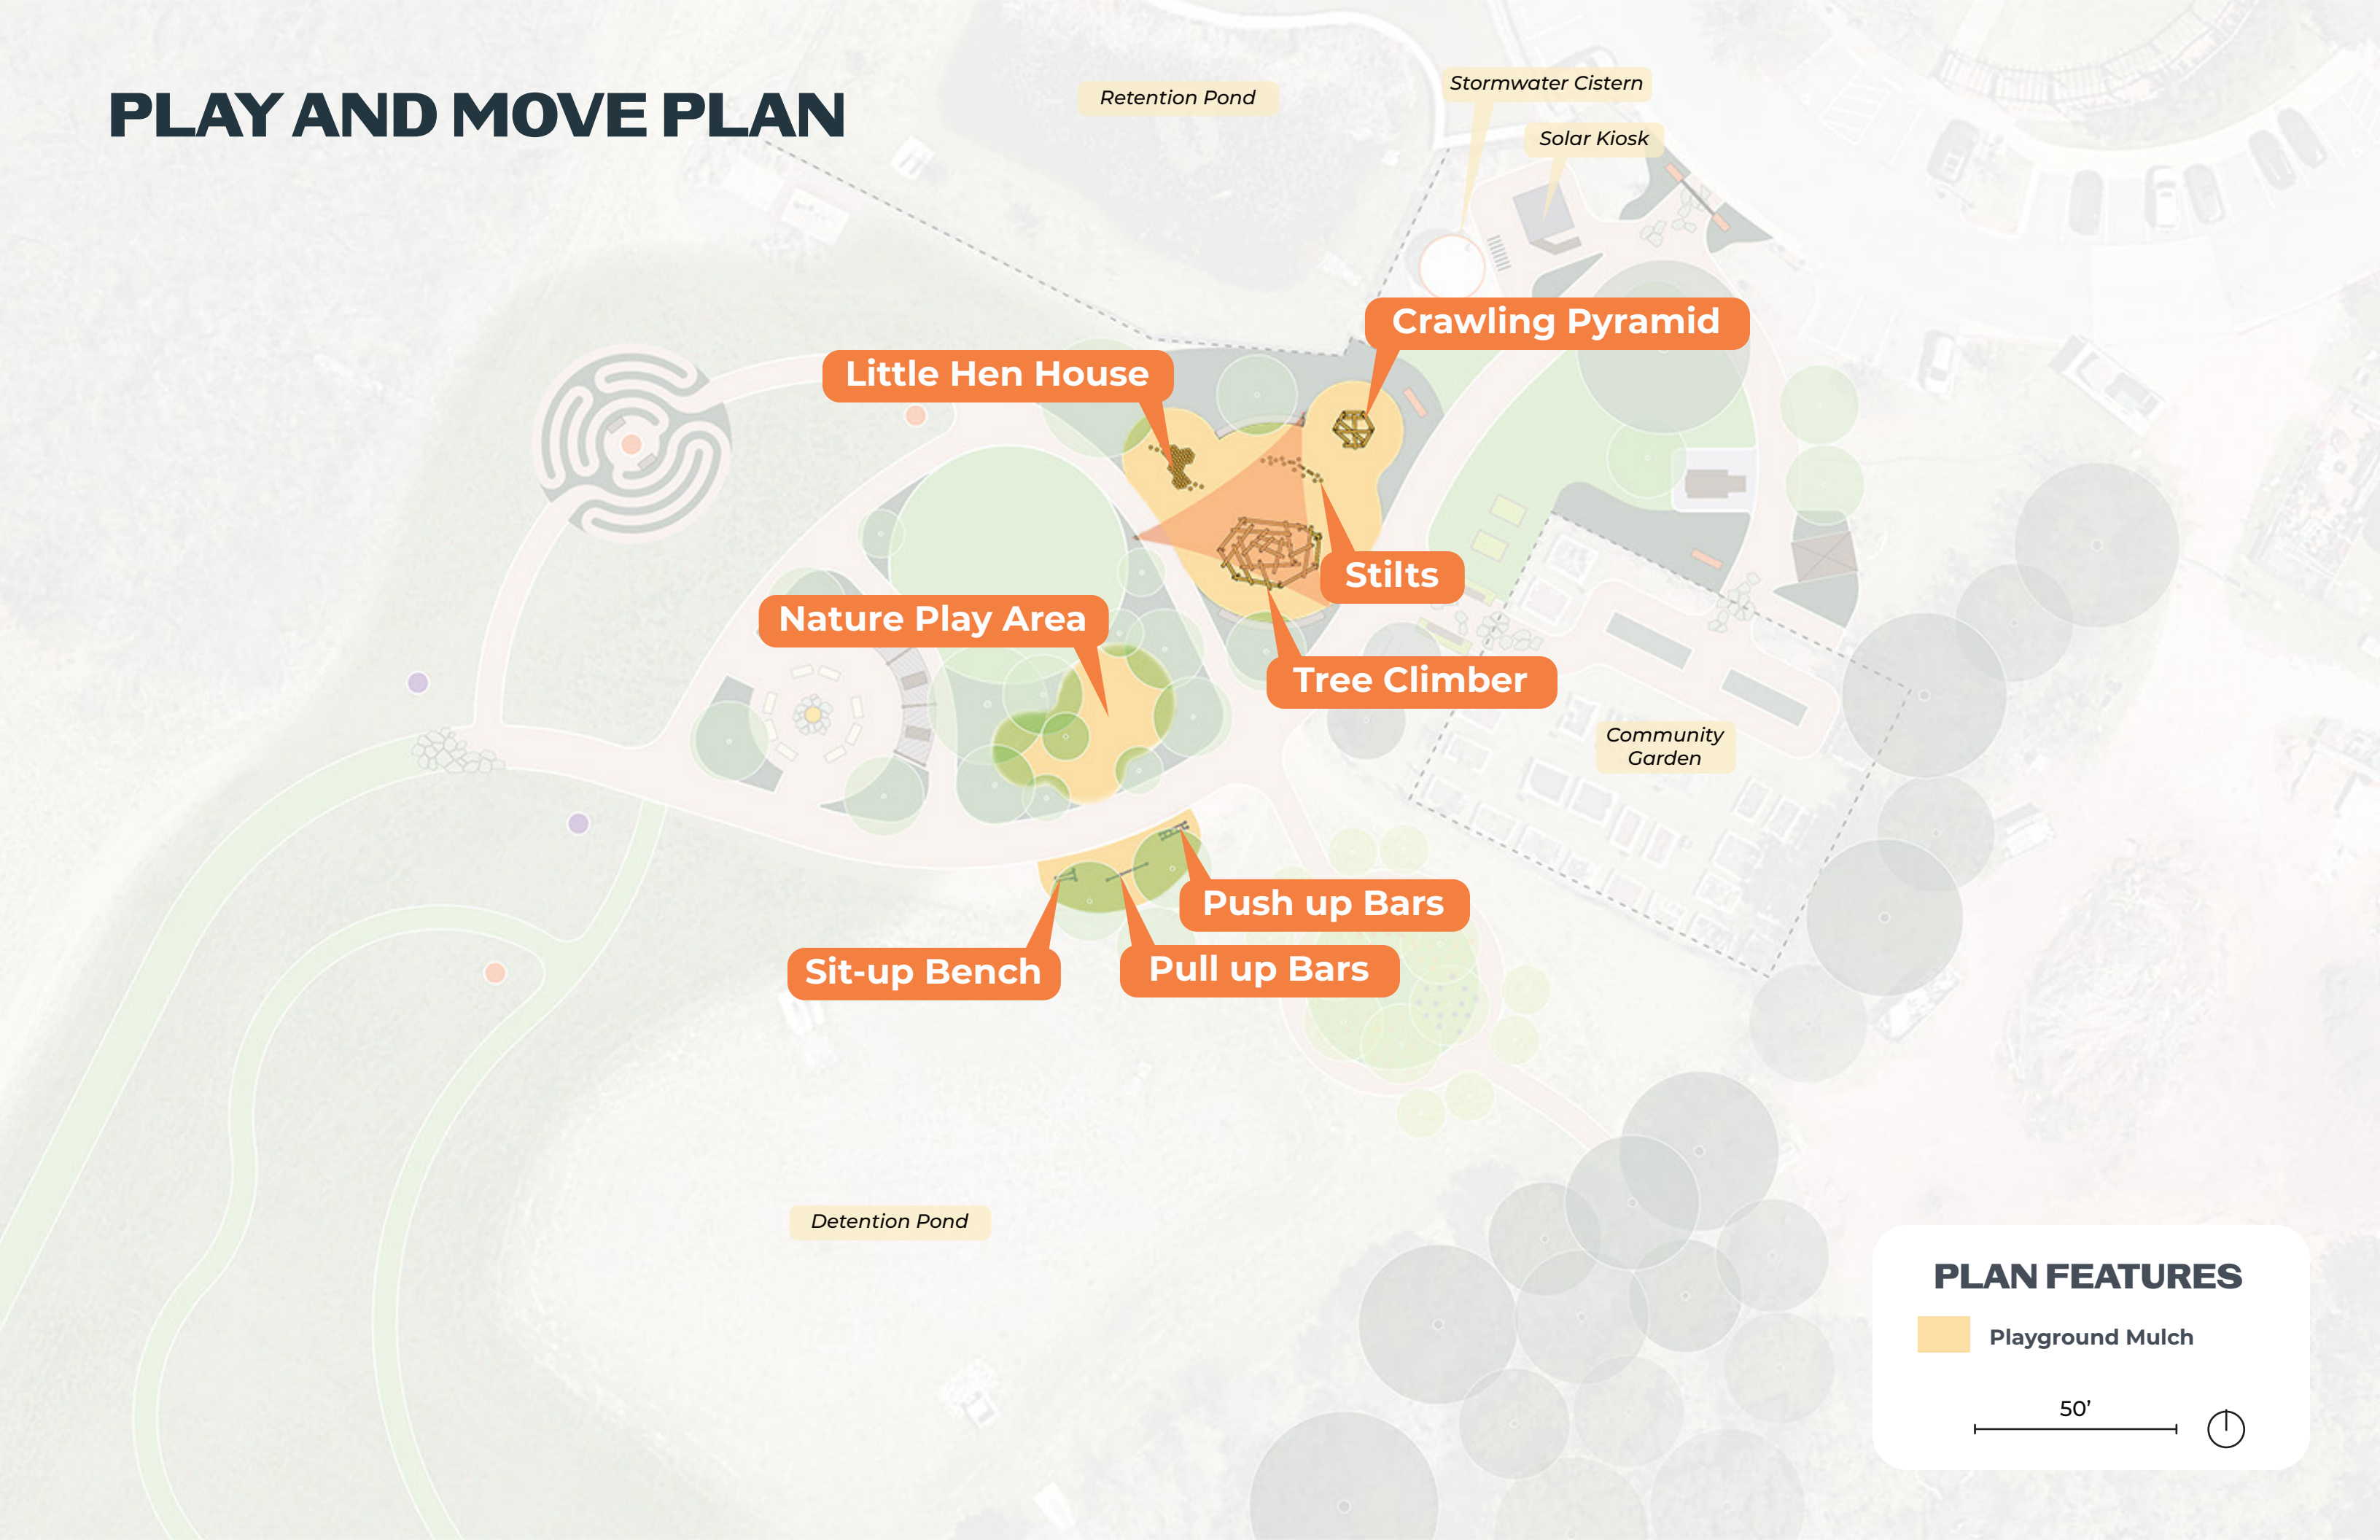 PLAY AND MOVE PLAN
Retention Pond
Stormwater Cistern
Solar Kiosk
Crawling Pyramid
Little Hen House
Stilts
Nature Play Area
Tree Climber
Community
Garden
Push up Bars
Sit-up Bench
Pull up Bars
Detention Pond
PLAN FEATURES
Playground Mulch
50’